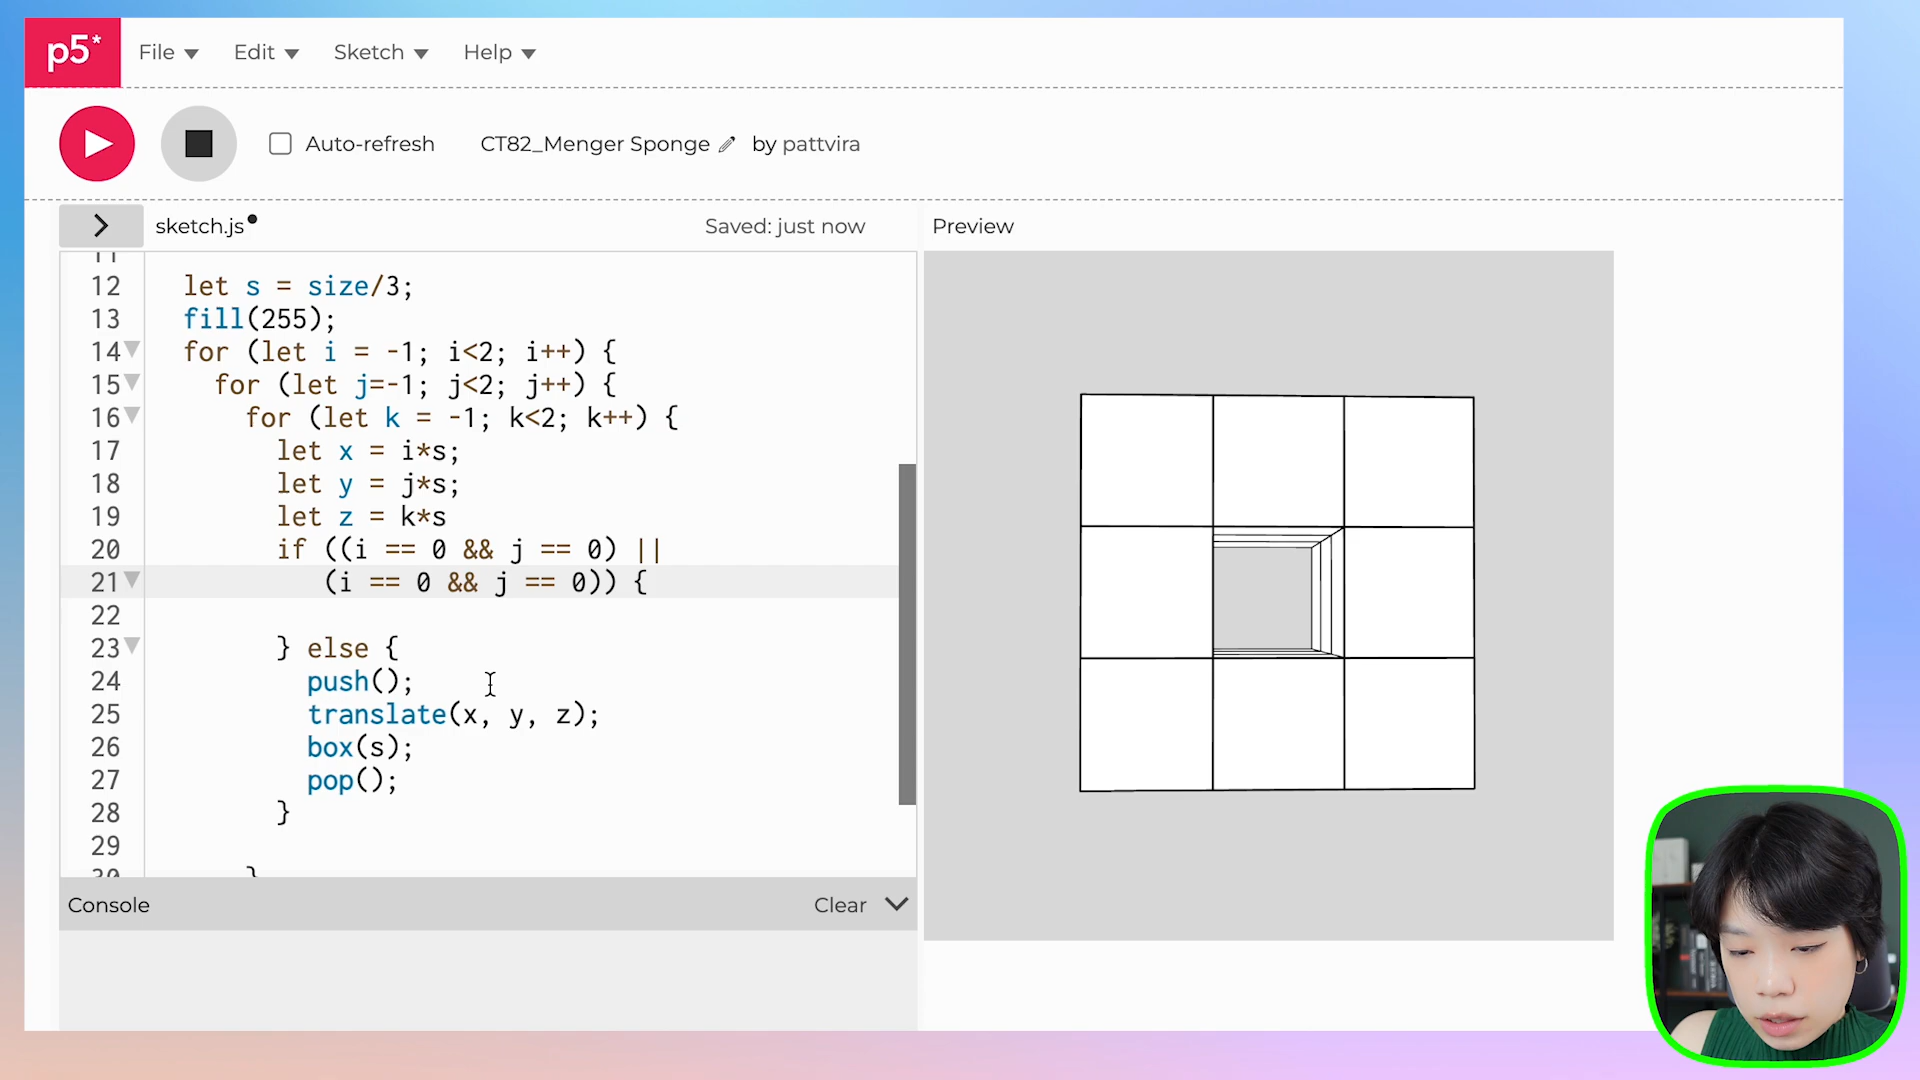 p5*
File
Edit
Sketch
Help
Auto-refresh
CT82_Menger Sponge
by pattvira
sketch.js
Saved: just now
Preview
11
12 let s = size/3;
13 fill(255);
14 for (let i = -1; i<2; i++) {
15 for (let j=-1; j<2; j++) {
16 for (let k = -1; k<2; k++) {
17 let x = i*s;
18 let y = j*s;
19 let z = k*s
20 if ((i == 0 && j == 0) ||
21 (i == 0 && j == 0)) {
22
23 } else {
24 push();
25 translate(x, y, z);
26 box(s);
27 pop();
28 }
29
30 }
Console
Clear